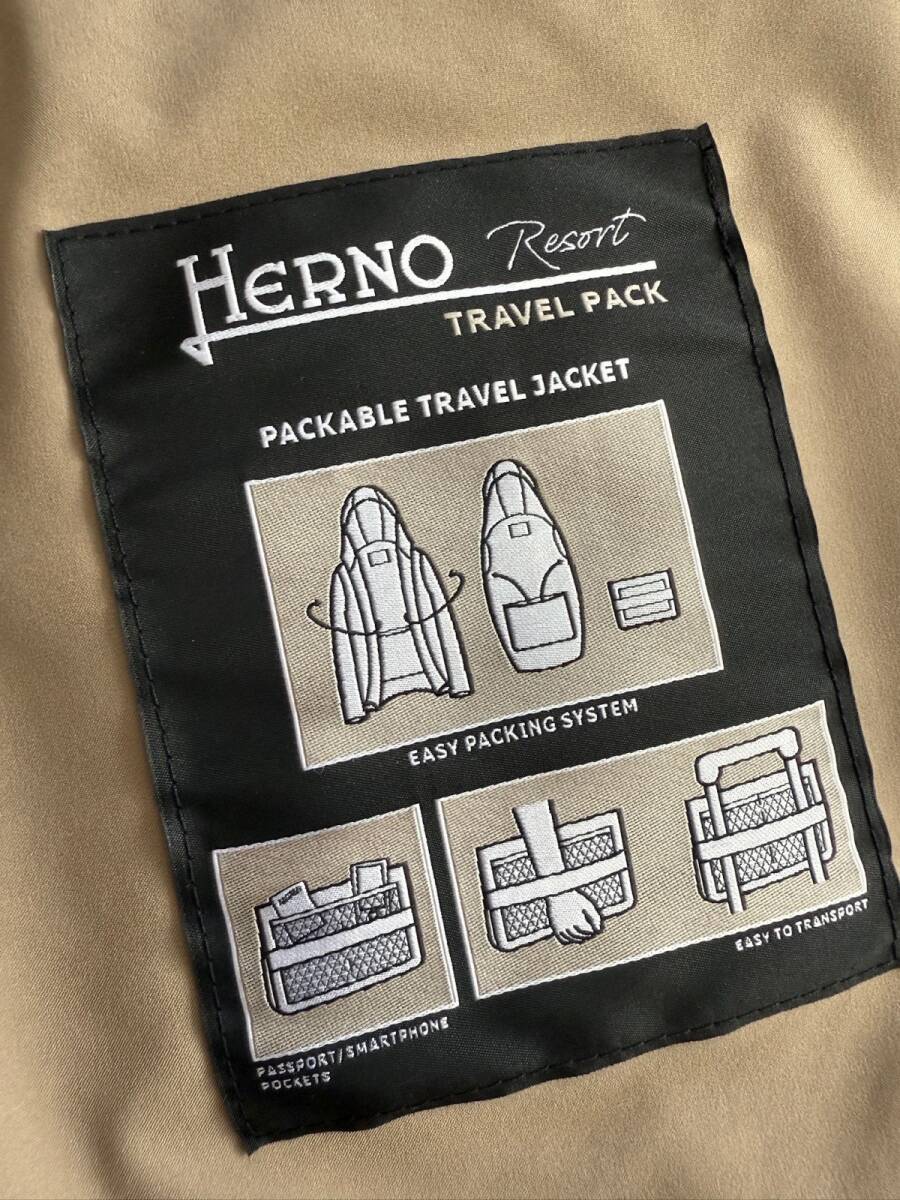 HERNO Resort
TRAVEL PACK
PACKABLE TRAVEL JACKET
EASY PACKING SYSTEM
EASY TO TRANSPORT
PASSPORT/SMARTPHONE
POCKETS